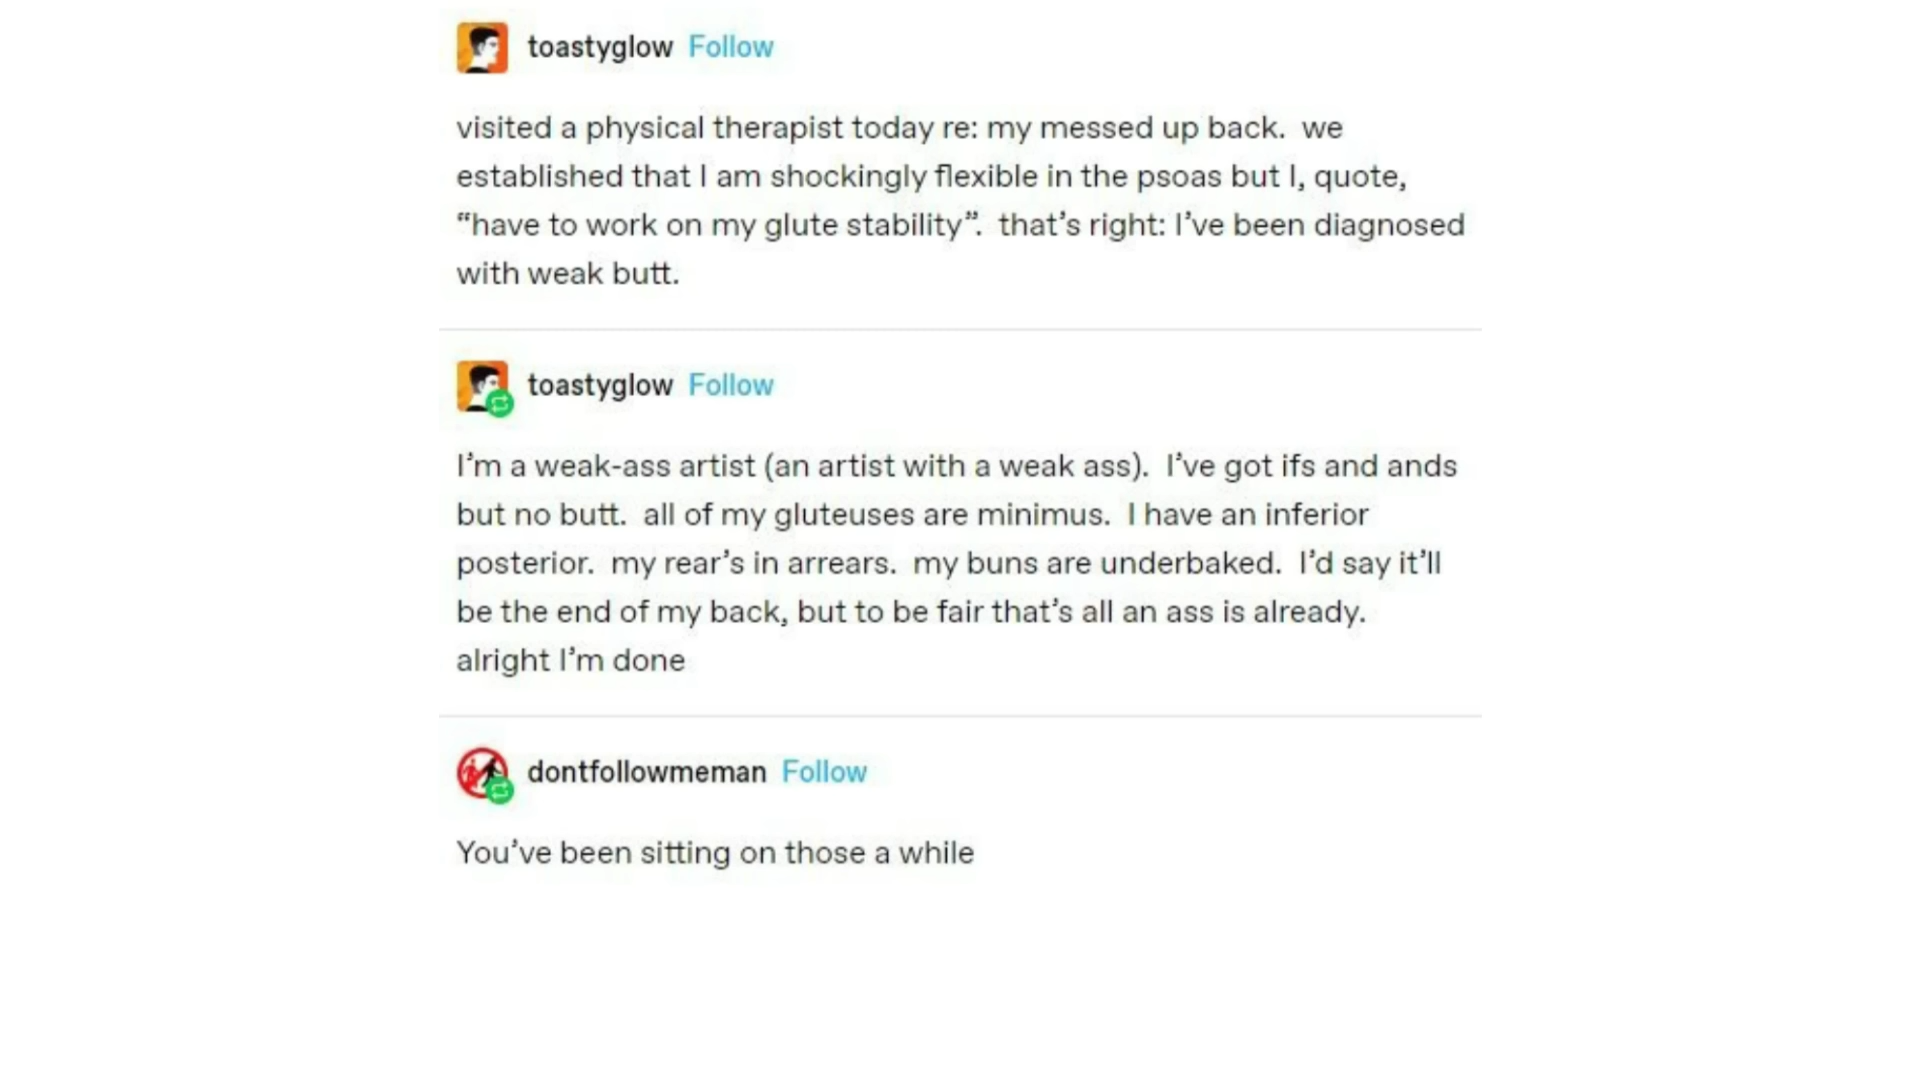 toastyglow Follow
visited a physical therapist today re: my messed up back.  we
established that I am shockingly flexible in the psoas but I, quote,
“have to work on my glute stability”.  that’s right: I’ve been diagnosed
with weak butt.
toastyglow Follow
I’m a weak-ass artist (an artist with a weak ass).  I’ve got ifs and ands
but no butt.  all of my gluteuses are minimus.  I have an inferior
posterior.  my rear’s in arrears.  my buns are underbaked.  I’d say it’ll
be the end of my back, but to be fair that’s all an ass is already.
alright I’m done
dontfollowmeman Follow
You’ve been sitting on those a while